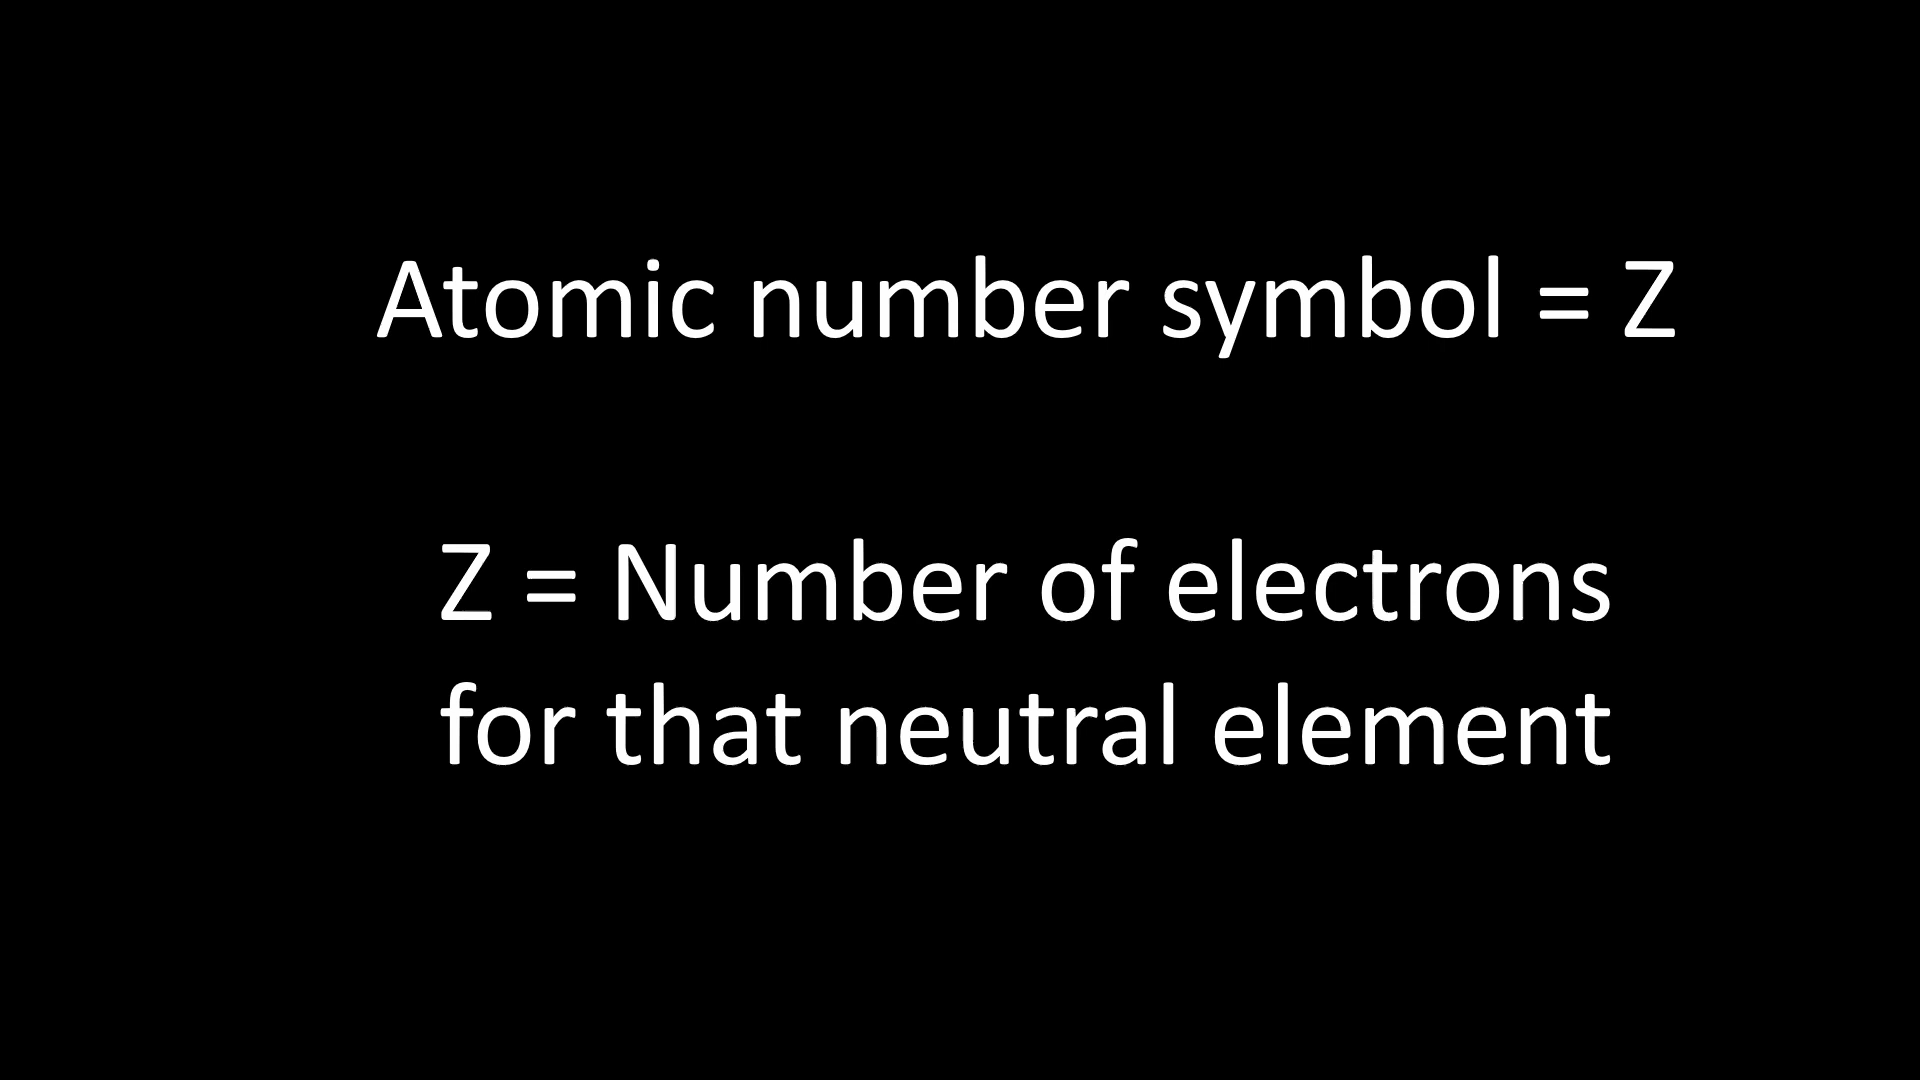 Atomic number symbol = Z
Z = Number of electrons
for that neutral element